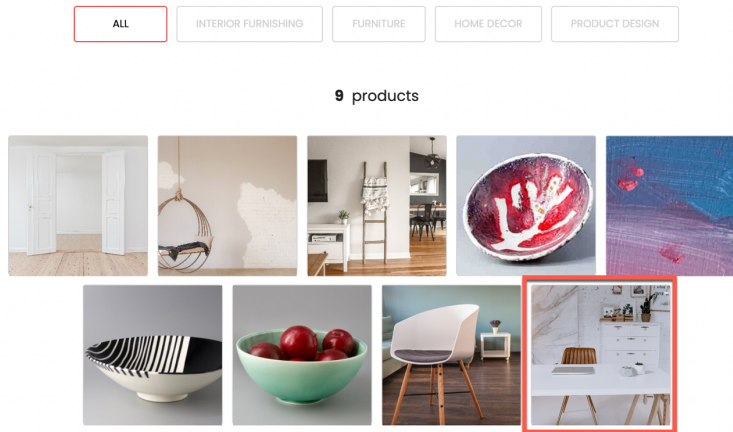 ALL
INTERIOR FURNISHING
FURNITURE
HOME DECOR
PRODUCT DESIGN
9 products